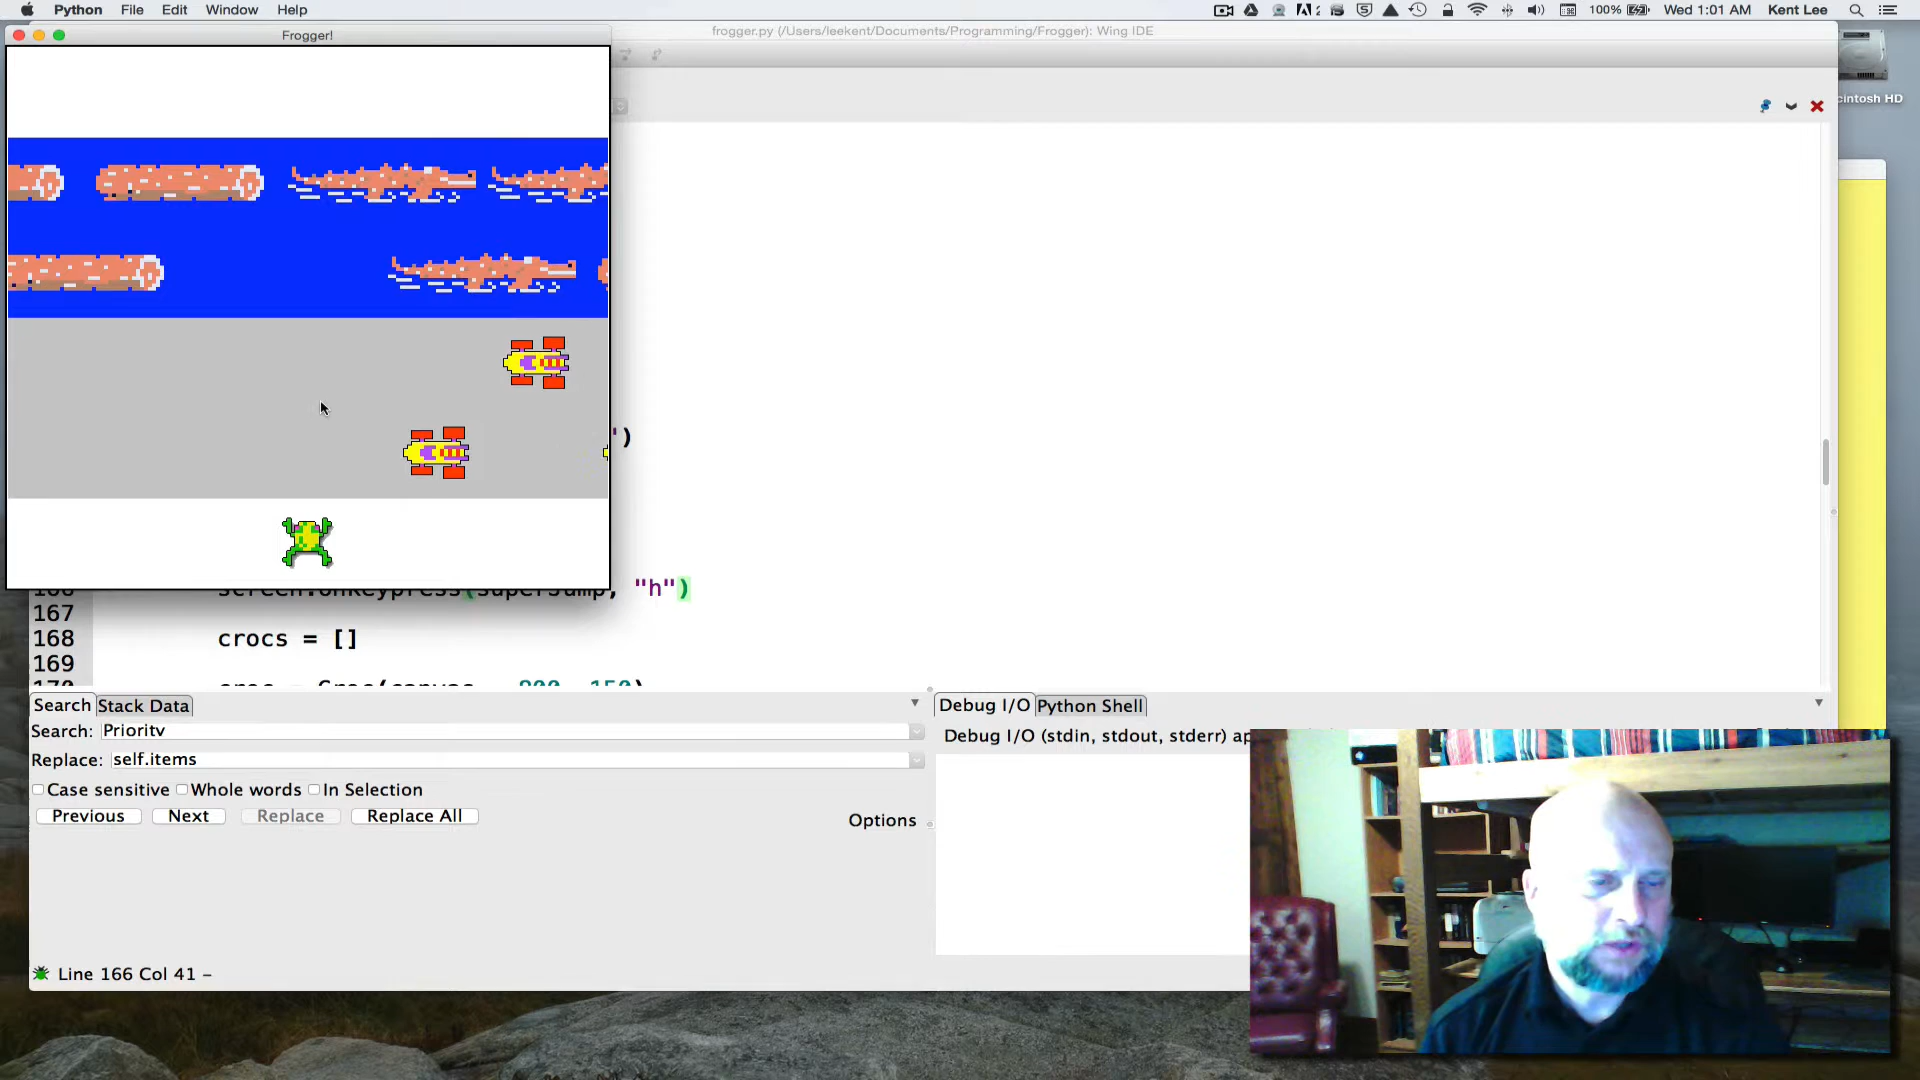 Python File Edit Window Help 100% Wed 1:01 AM Kent Lee
Frogger!
frogger.py (/Users/leekent/Documents/Programming/Frogger): Wing IDE
cintosh HD
')
"h")
167
168 crocs = []
169
Search Stack Data
Debug I/O Python Shell
Search: Priority
Debug I/O (stdin, stdout, stderr) ap
Replace: self.items
Case sensitive Whole words In Selection
Previous Next Replace Replace All
Options
Line 166 Col 41 –